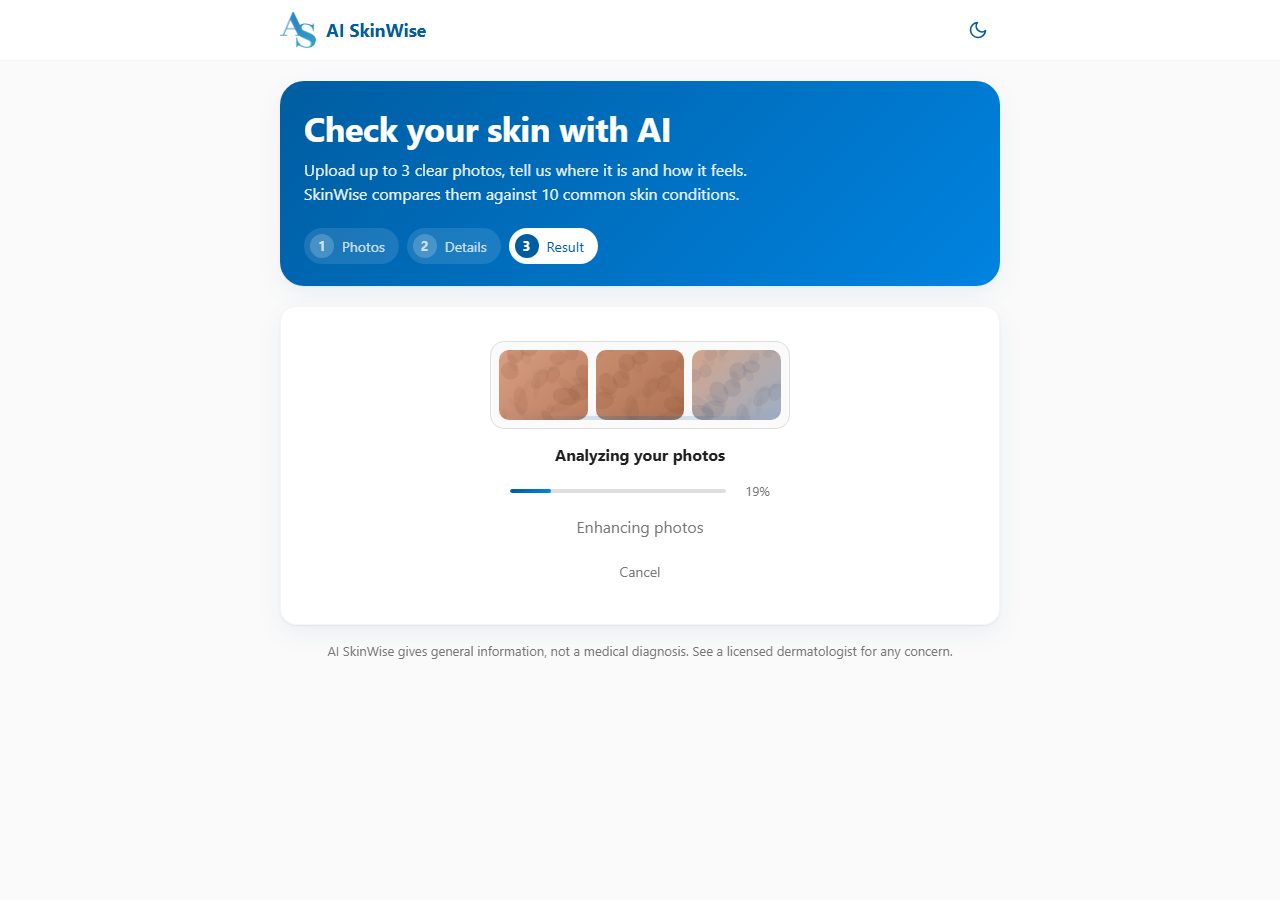 AS
AI SkinWise
Check your skin with AI
Upload up to 3 clear photos, tell us where it is and how it feels.
SkinWise compares them against 10 common skin conditions.
1 Photos
2 Details
3 Result
Analyzing your photos
19%
Enhancing photos
Cancel
AI SkinWise gives general information, not a medical diagnosis. See a licensed dermatologist for any concern.